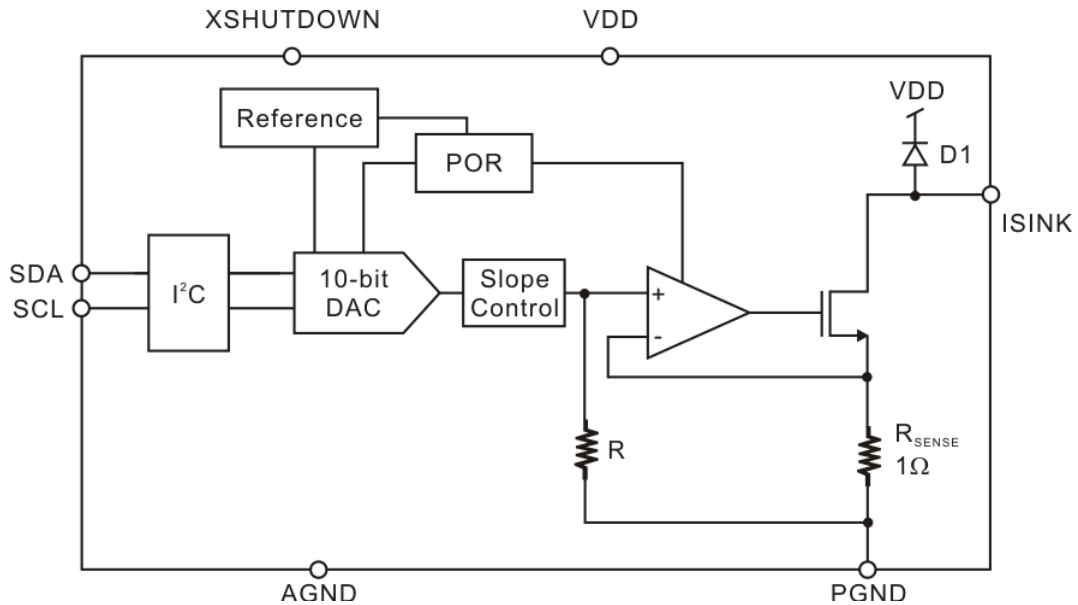 XSHUTDOWN
VDD
Reference
POR
VDD
D1
ISINK
SDA
SCL
I²C
10-bit
DAC
Slope
Control
+
-
R
RSENSE
1Ω
AGND
PGND